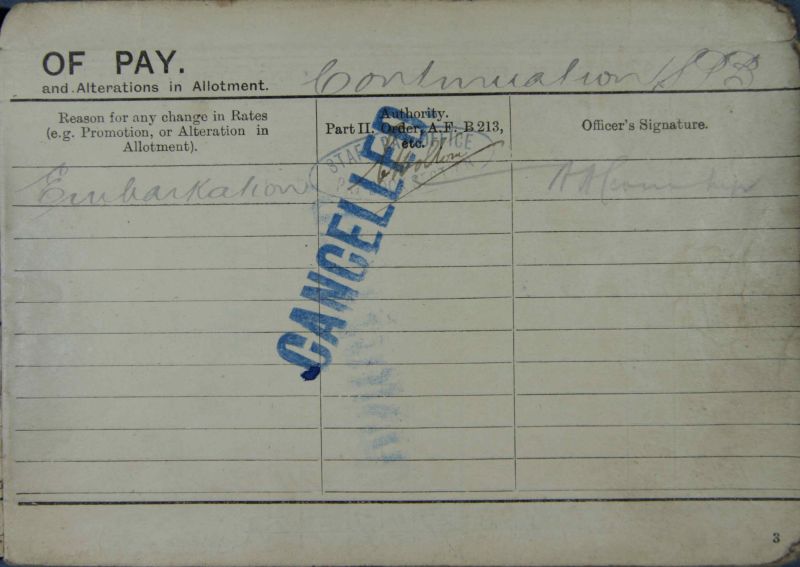 OF PAY.
and Alterations in Allotment.
Continuation
Reason for any change in Rates
(e.g. Promotion, or Alteration in
Allotment).
Authority.
Part II. Order, A.F. B.213,
etc.
Officer's Signature.
Embarkation
OFFICE
CANCELLED
3